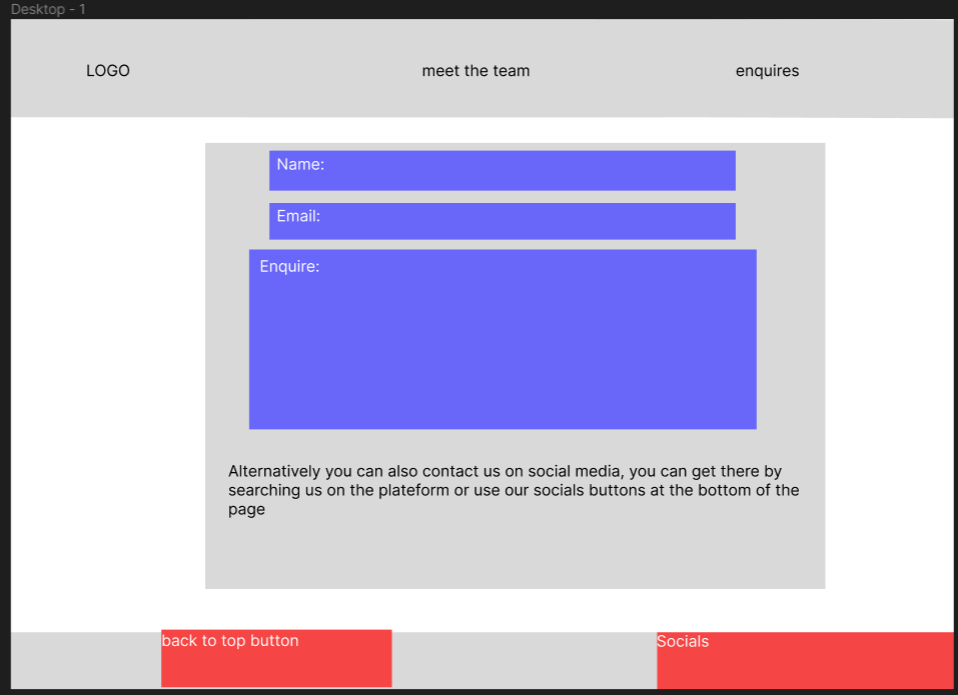 Desktop - 1
LOGO
meet the team
enquires
Name:
Email:
Enquire:
Alternatively you can also contact us on social media, you can get there by
searching us on the plateform or use our socials buttons at the bottom of the
page
back to top button
Socials